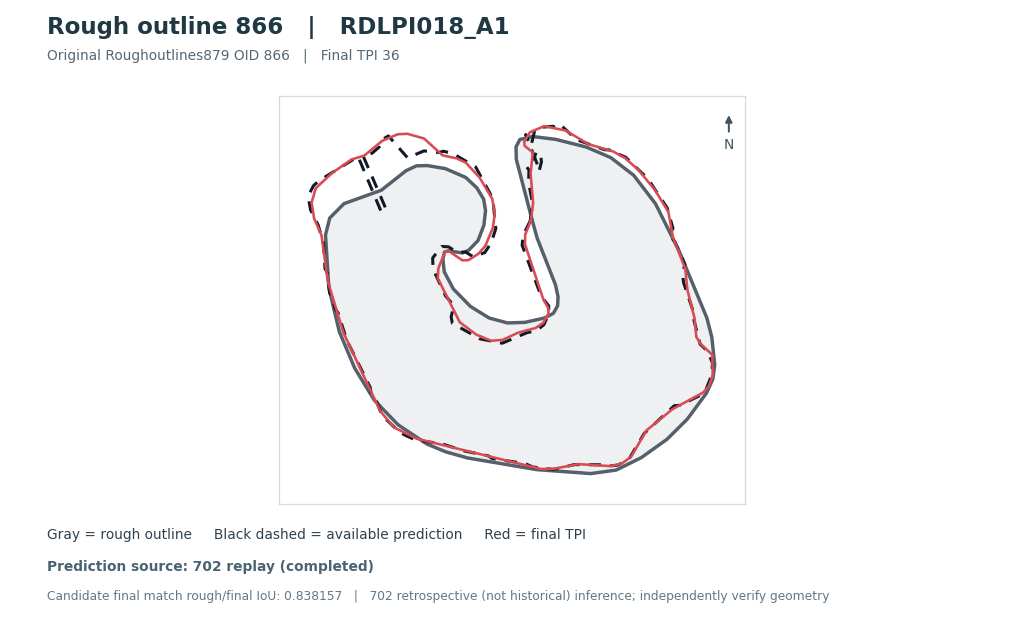 Rough outline 866   |   RDLPI018_A1
Original Roughoutlines879 OID 866   |   Final TPI 36
N
Gray = rough outline     Black dashed = available prediction     Red = final TPI
Prediction source: 702 replay (completed)
Candidate final match rough/final IoU: 0.838157   |   702 retrospective (not historical) inference; independently verify geometry